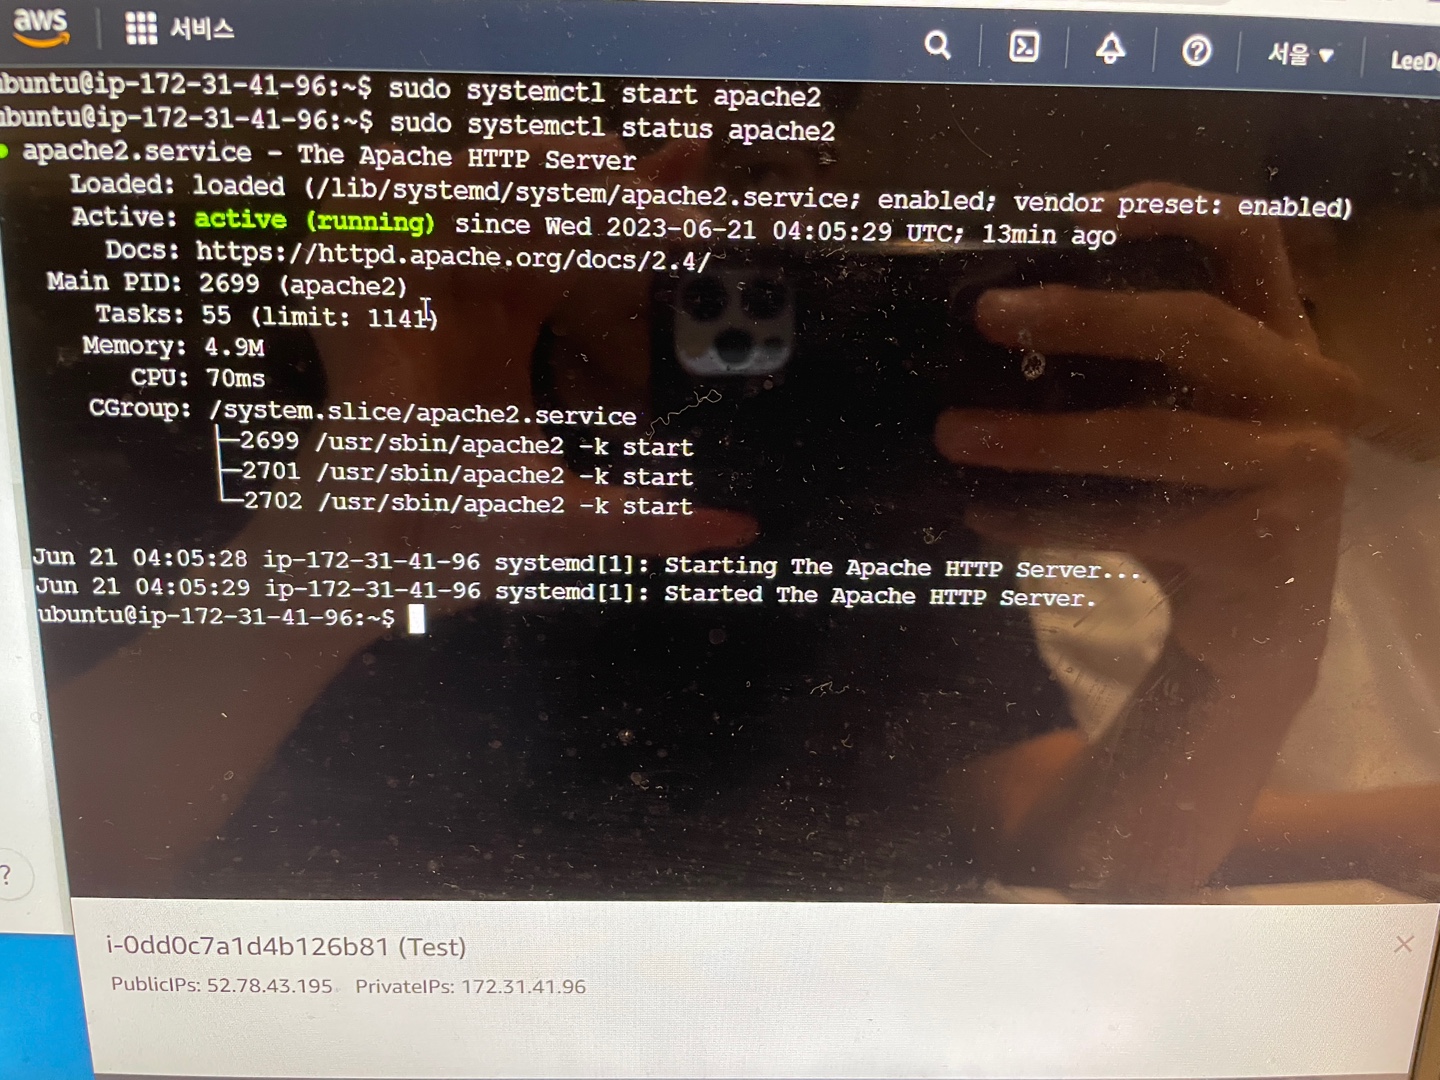 aws 서비스 서울 ▼ LeeD
ubuntu@ip-172-31-41-96:~$ sudo systemctl start apache2
ubuntu@ip-172-31-41-96:~$ sudo systemctl status apache2
● apache2.service - The Apache HTTP Server
Loaded: loaded (/lib/systemd/system/apache2.service; enabled; vendor preset: enabled)
Active: active (running) since Wed 2023-06-21 04:05:29 UTC; 13min ago
Docs: https://httpd.apache.org/docs/2.4/
Main PID: 2699 (apache2)
Tasks: 55 (limit: 1141)
Memory: 4.9M
CPU: 70ms
CGroup: /system.slice/apache2.service
├─2699 /usr/sbin/apache2 -k start
├─2701 /usr/sbin/apache2 -k start
└─2702 /usr/sbin/apache2 -k start
Jun 21 04:05:28 ip-172-31-41-96 systemd[1]: Starting The Apache HTTP Server...
Jun 21 04:05:29 ip-172-31-41-96 systemd[1]: Started The Apache HTTP Server.
ubuntu@ip-172-31-41-96:~$
?
i-0dd0c7a1d4b126b81 (Test)
PublicIPs: 52.78.43.195 PrivateIPs: 172.31.41.96